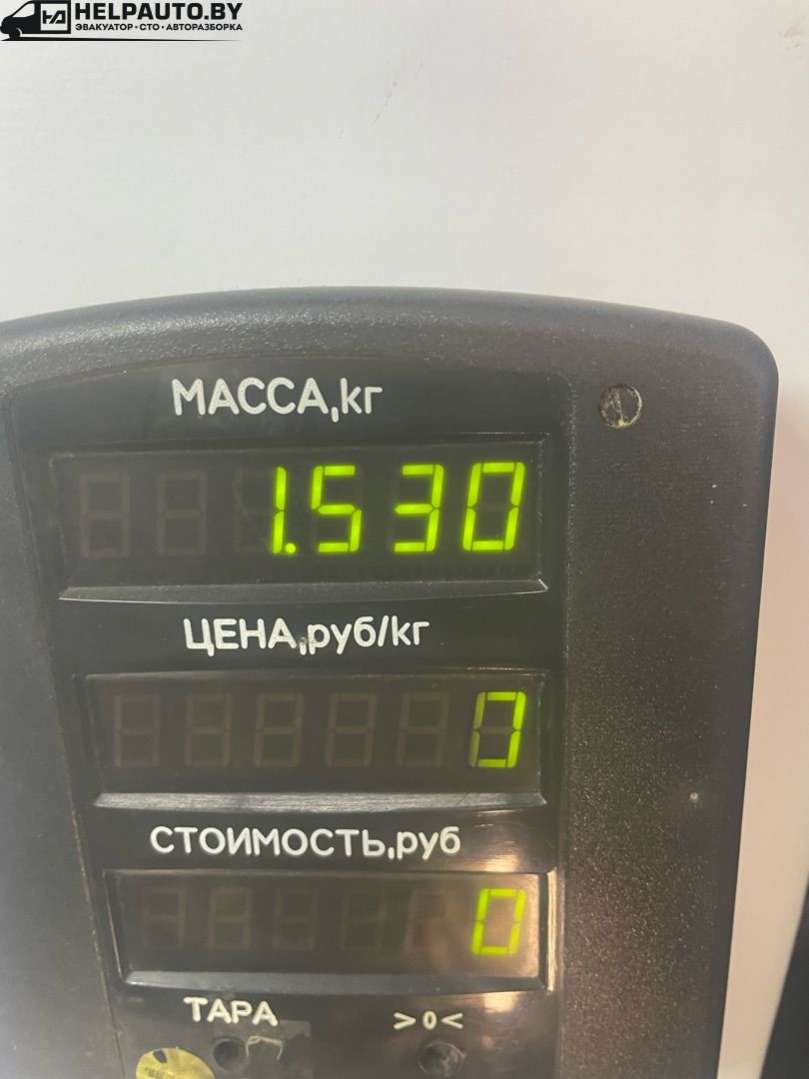 HELPAUTO.BY
ЭВАКУАТОР • СТО • АВТОРАЗБОРКА
МАССА,кг
1.530
ЦЕНА,руб/кг
0
СТОИМОСТЬ,руб
0
ТАРА >0<